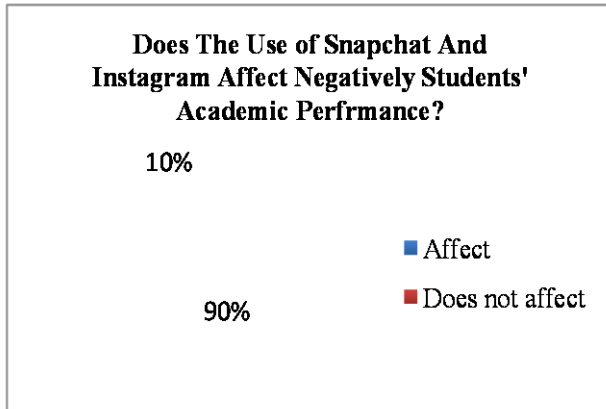 Does The Use of Snapchat And
Instagram Affect Negatively Students'
Academic Perfrmance?
10%
Affect
Does not affect
90%